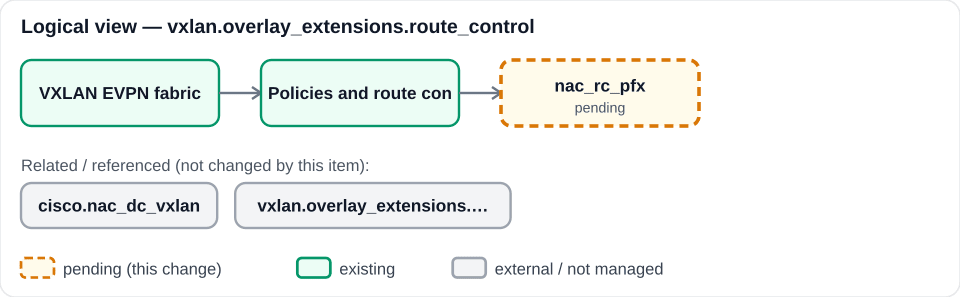 Logical view — vxlan.overlay_extensions.route_control
VXLAN EVPN fabric
Policies and route con
nac_rc_pfx
pending
Related / referenced (not changed by this item):
cisco.nac_dc_vxlan
vxlan.overlay_extensions.…
pending (this change)
existing
external / not managed